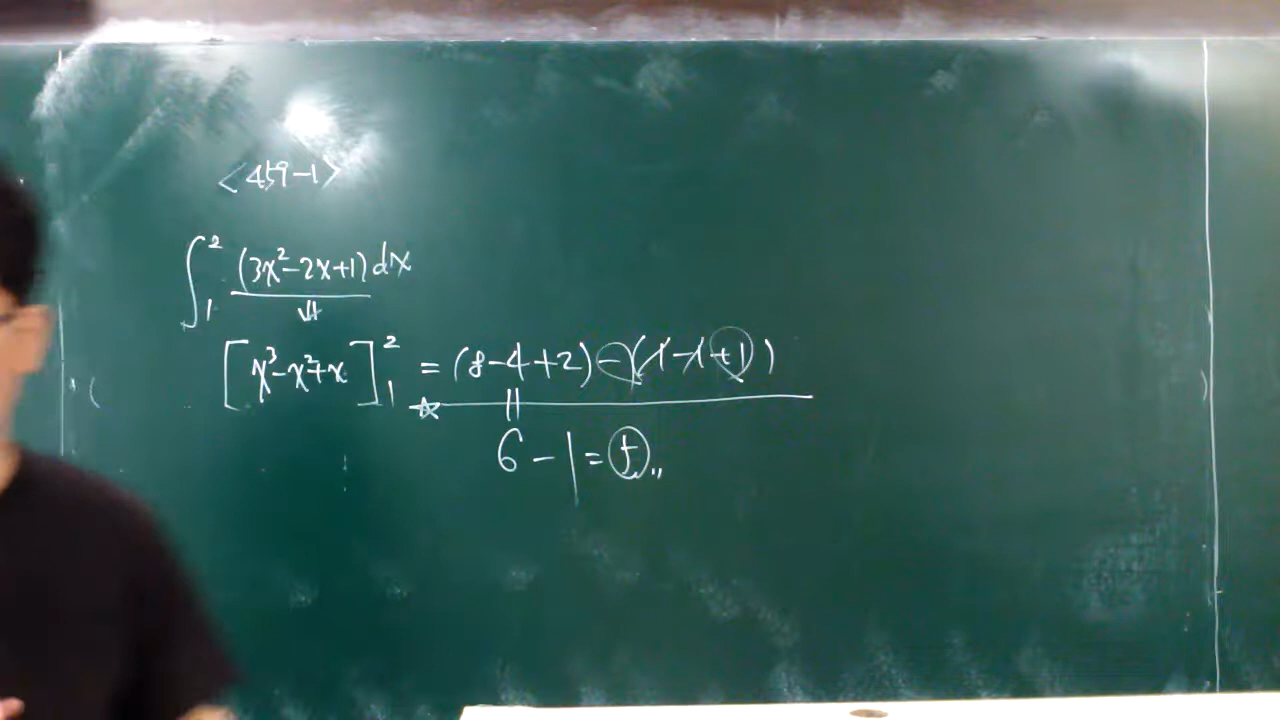 <459-1>
∫₁² (3x²-2x+1)dx
[x³-x²+x]₁² = (8-4+2)-(1-1+1)
6-1=5